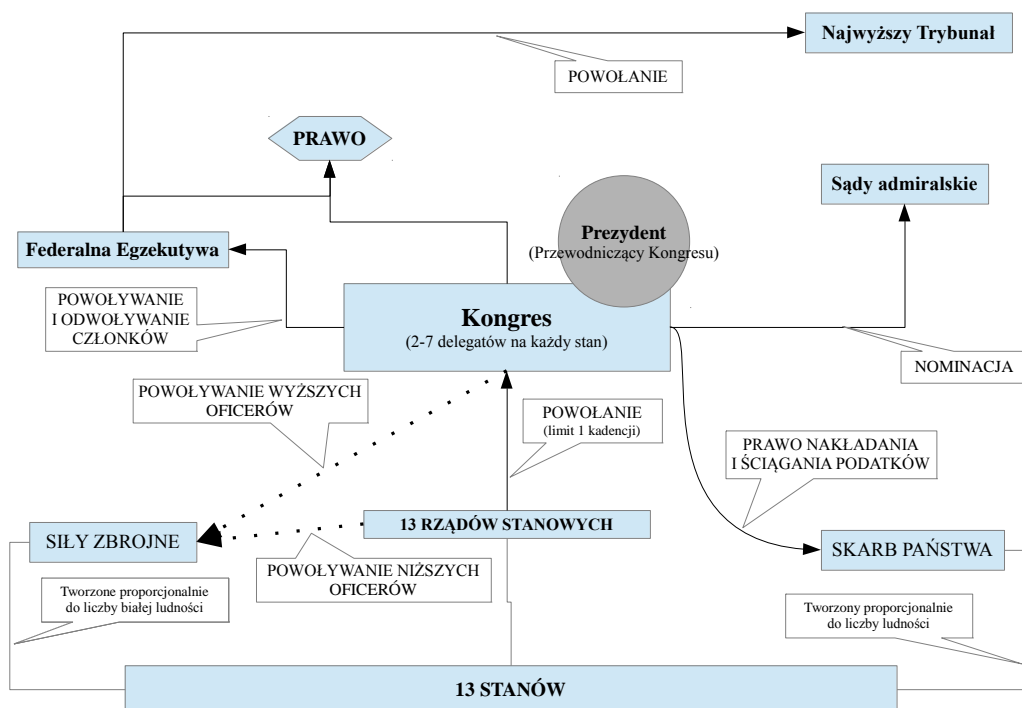 Najwyższy Trybunał
POWOŁANIE
PRAWO
Sądy admiralskie
Prezydent
(Przewodniczący Kongresu)
Federalna Egzekutywa
POWOŁYWANIE
I ODWOŁYWANIE
CZŁONKÓW
Kongres
(2-7 delegatów na każdy stan)
NOMINACJA
POWOŁYWANIE WYŻSZYCH
OFICERÓW
POWOŁANIE
(limit 1 kadencji)
PRAWO NAKŁADANIA
I ŚCIĄGANIA PODATKÓW
13 RZĄDÓW STANOWYCH
SIŁY ZBROJNE
SKARB PAŃSTWA
POWOŁYWANIE NIŻSZYCH
OFICERÓW
Tworzone proporcjonalnie
do liczby białej ludności
Tworzony proporcjonalnie
do liczby ludności
13 STANÓW